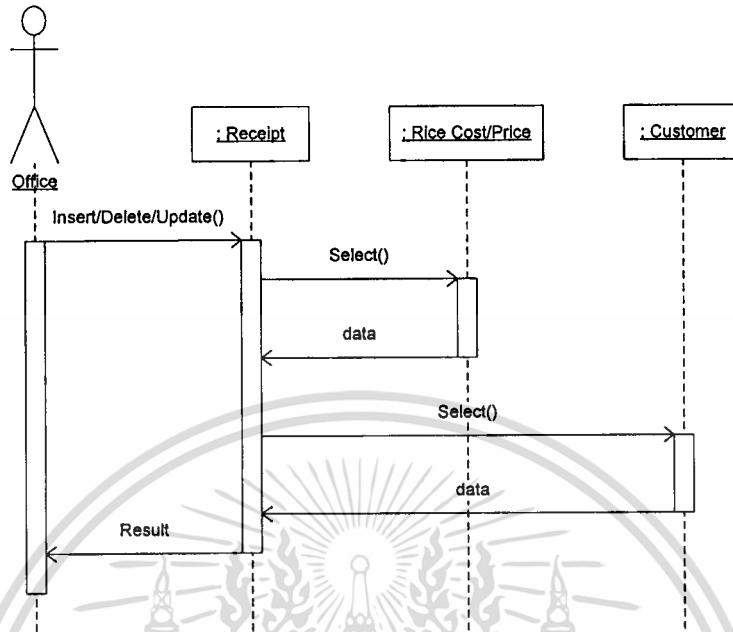 : Receipt
: Rice Cost/Price
: Customer
Office
Insert/Delete/Update()
Select()
data
Select()
data
Result